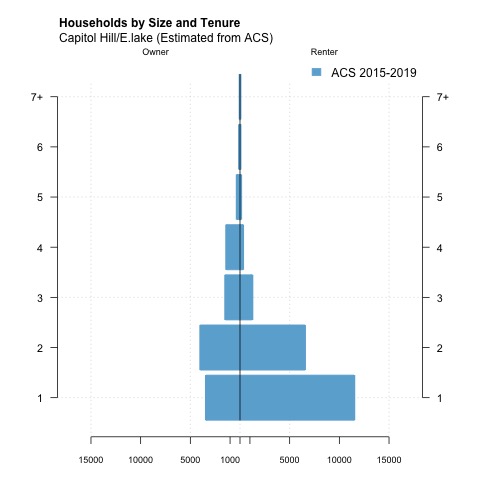 Households by Size and Tenure
Capitol Hill/E.lake (Estimated from ACS)
Owner Renter
ACS 2015-2019
7+ 7+
6 6
5 5
4 4
3 3
2 2
1 1
15000 10000 5000 1000 5000 10000 15000